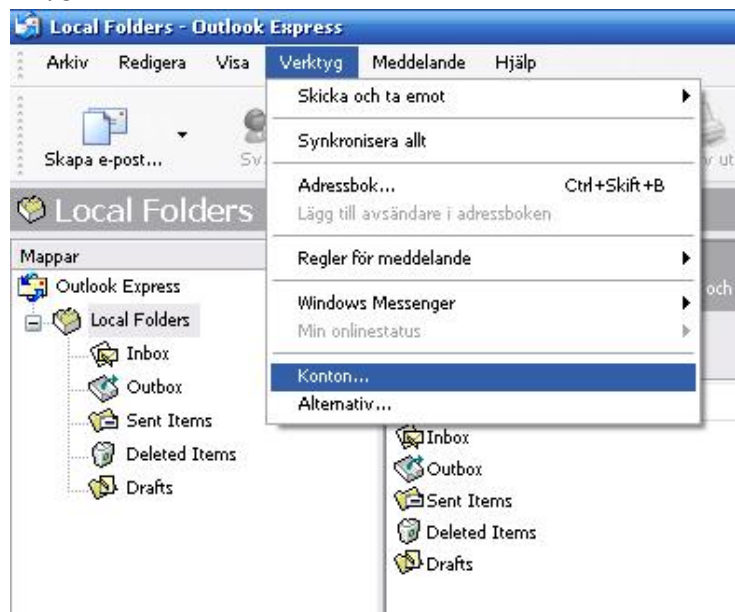 Local Folders - Outlook Express
Arkiv Redigera Visa Verktyg Meddelande Hjälp
Skicka och ta emot
Synkronisera allt
Skapa e-post...
Adressbok... Ctrl+Skift+B
Lägg till avsändare i adressboken
Local Folders
Mappar
Regler för meddelande
Outlook Express
och
Windows Messenger
Local Folders
Min onlinestatus
Inbox
Konton...
Outbox
Alternativ...
Sent Items
Deleted Items
Drafts
Inbox
Outbox
Sent Items
Deleted Items
Drafts